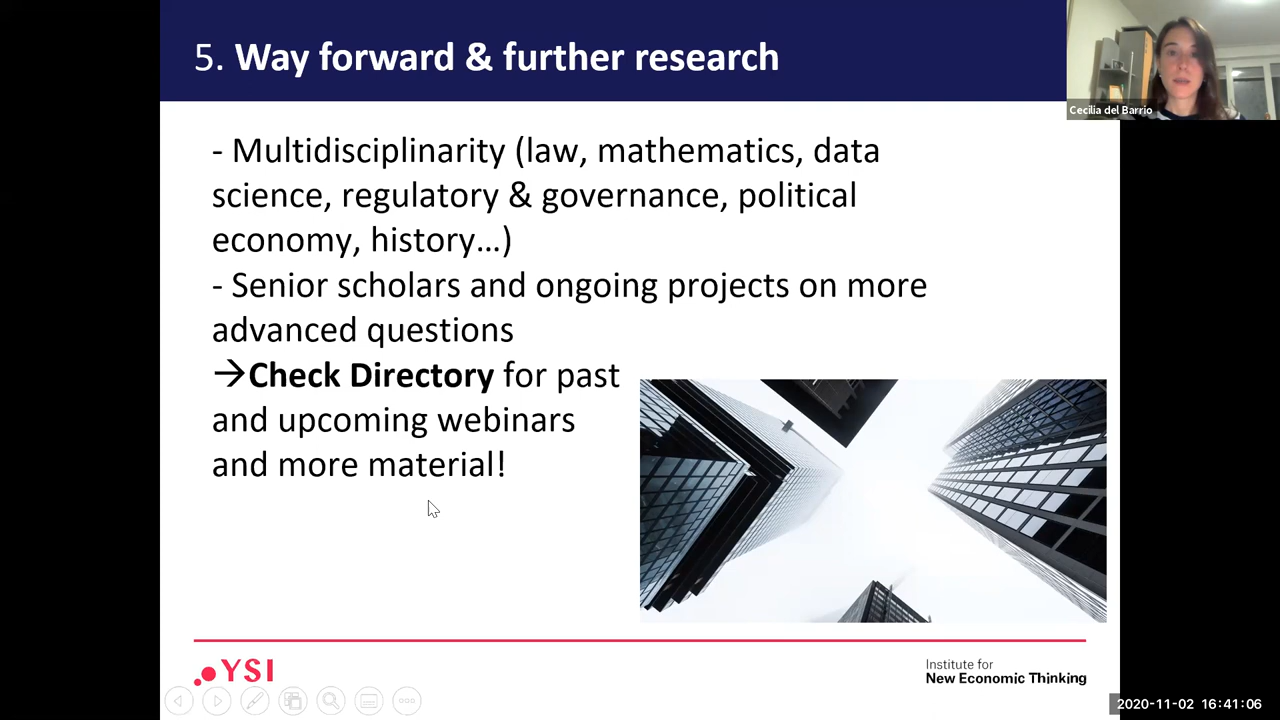 5. Way forward & further research
Cecilia del Barrio
- Multidisciplinarity (law, mathematics, data
science, regulatory & governance, political
economy, history...)
- Senior scholars and ongoing projects on more
advanced questions
→Check Directory for past
and upcoming webinars
and more material!
YSI
Institute for
New Economic Thinking
2020-11-02 16:41:06